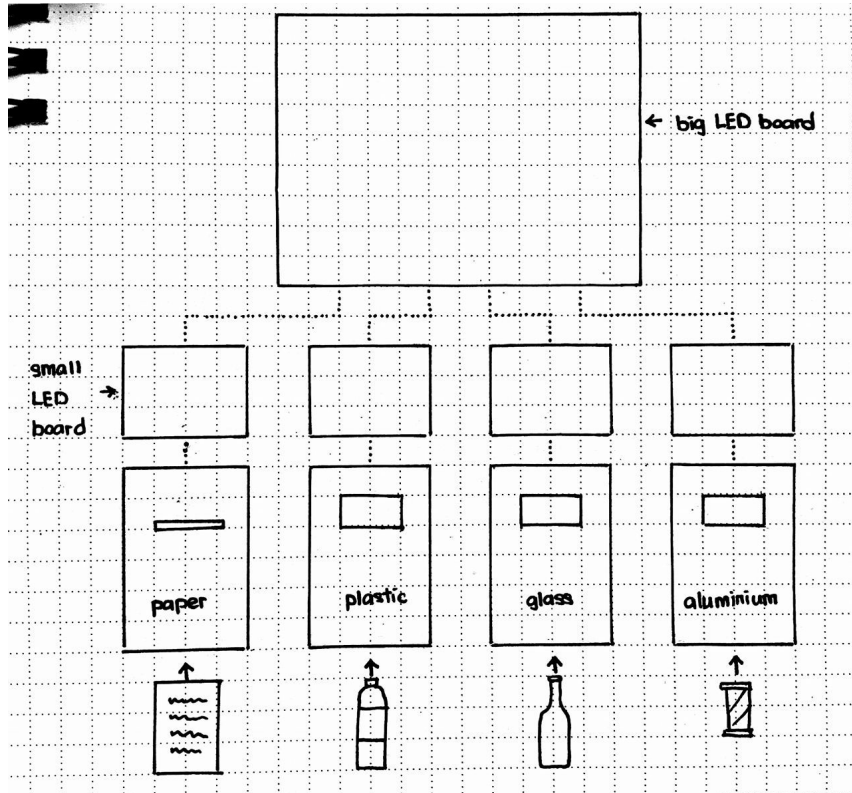 ← big LED board
small
LED →
board
paper
plastic
glass
aluminium